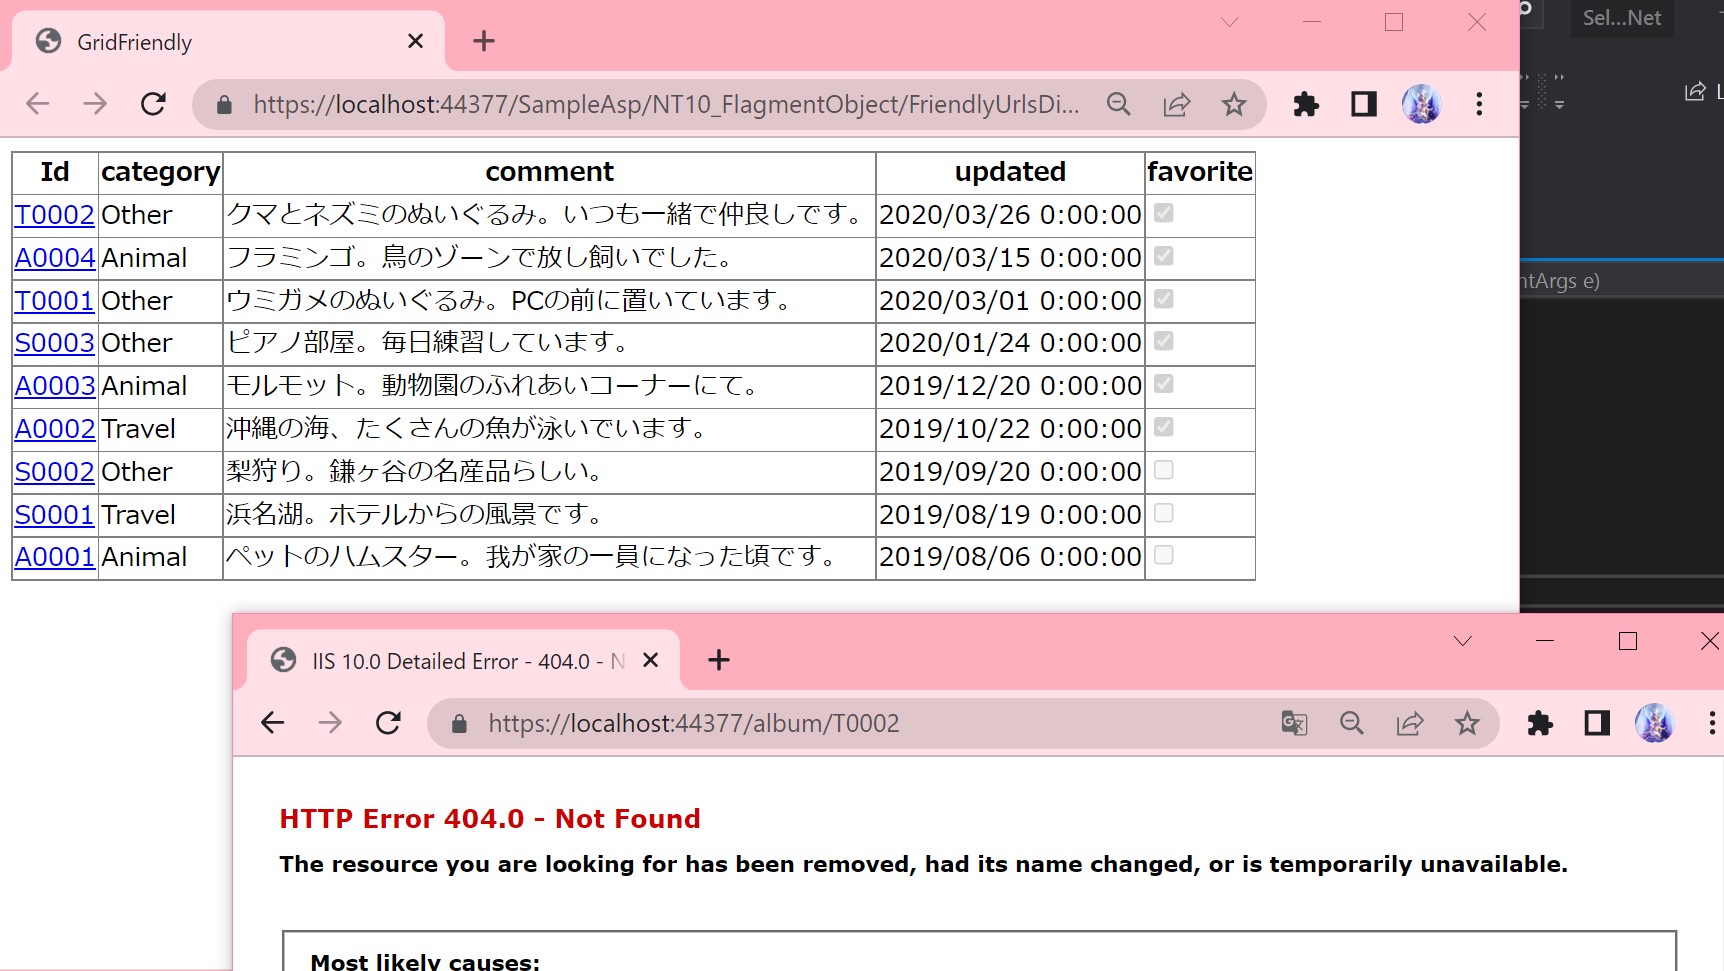 GridFriendly
Sel...Net
https://localhost:44377/SampleAsp/NT10_FlagmentObject/FriendlyUrlsDi...
Id category comment updated favorite
T0002 Other クマとネズミのぬいぐるみ。いつも一緒で仲良しです。 2020/03/26 0:00:00
A0004 Animal フラミンゴ。鳥のゾーンで放し飼いでした。 2020/03/15 0:00:00
ntArgs e)
T0001 Other ウミガメのぬいぐるみ。PCの前に置いています。 2020/03/01 0:00:00
S0003 Other ピアノ部屋。毎日練習しています。 2020/01/24 0:00:00
A0003 Animal モルモット。動物園のふれあいコーナーにて。 2019/12/20 0:00:00
A0002 Travel 沖縄の海、たくさんの魚が泳いでいます。 2019/10/22 0:00:00
S0002 Other 梨狩り。鎌ヶ谷の名産品らしい。 2019/09/20 0:00:00
S0001 Travel 浜名湖。ホテルからの風景です。 2019/08/19 0:00:00
A0001 Animal ペットのハムスター。我が家の一員になった頃です。 2019/08/06 0:00:00
IIS 10.0 Detailed Error - 404.0 - N
https://localhost:44377/album/T0002
HTTP Error 404.0 - Not Found
The resource you are looking for has been removed, had its name changed, or is temporarily unavailable.
Most likely causes: